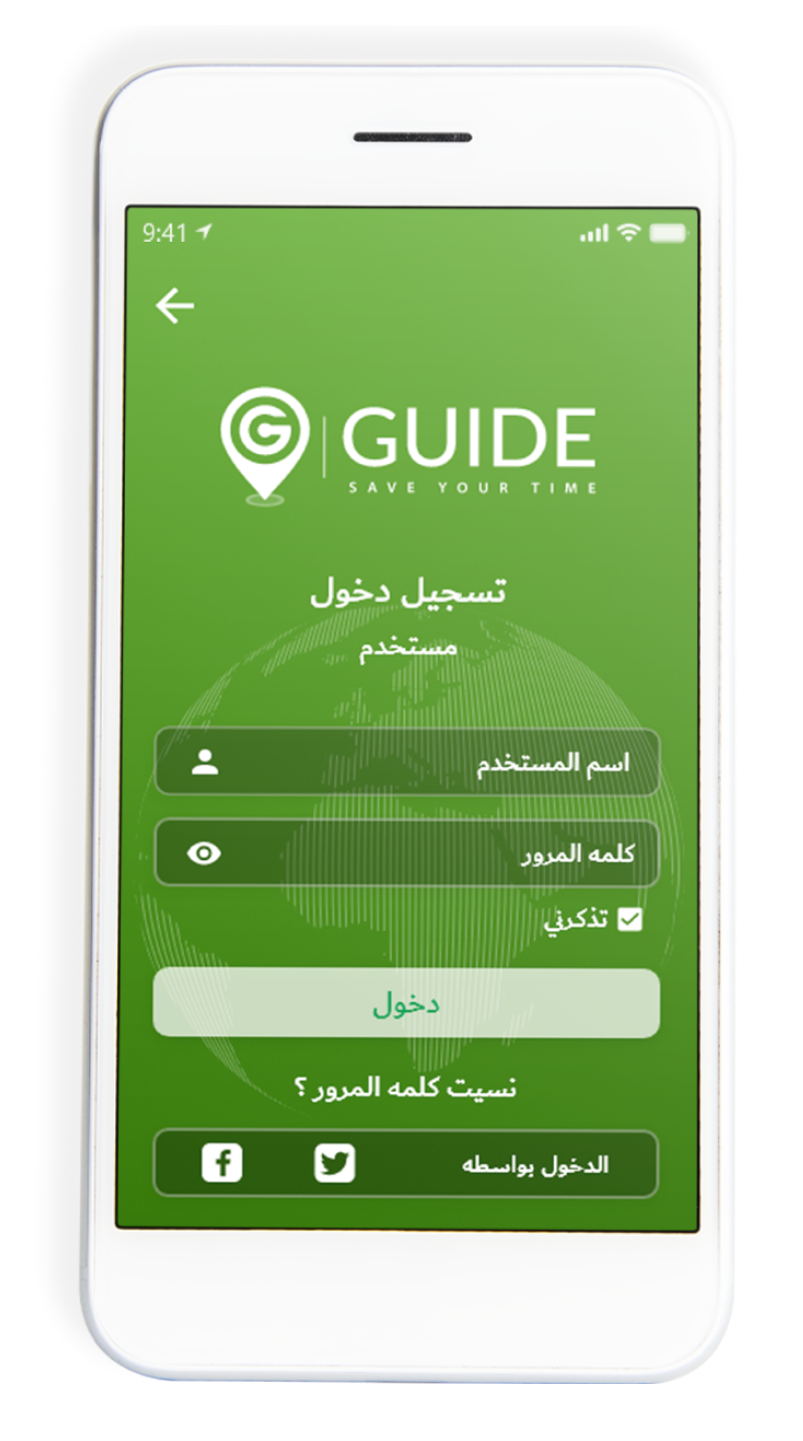 9:41
G
GUIDE
SAVE YOUR TIME
تسجيل دخول
مستخدم
اسم المستخدم
كلمه المرور
تذكرني
دخول
نسيت كلمه المرور ؟
الدخول بواسطه